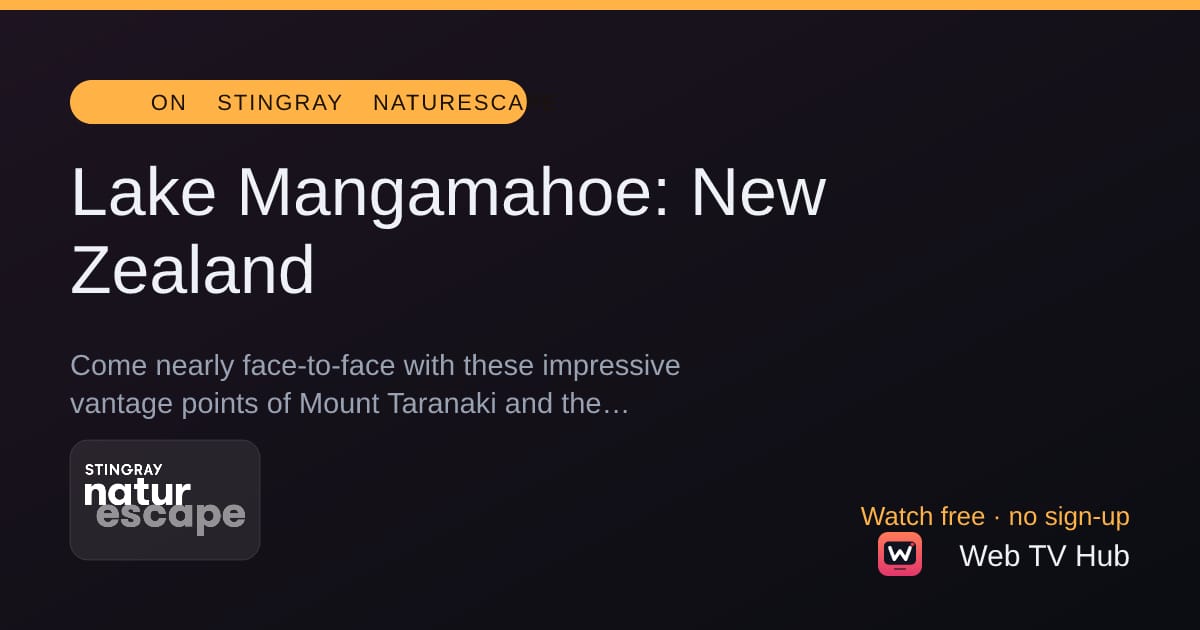 ON STINGRAY NATURESCA
Lake Mangamahoe: New
Zealand
Come nearly face-to-face with these impressive
vantage points of Mount Taranaki and the…
STINGRAY
natur
escape
Watch free · no sign-up
W
Web TV Hub